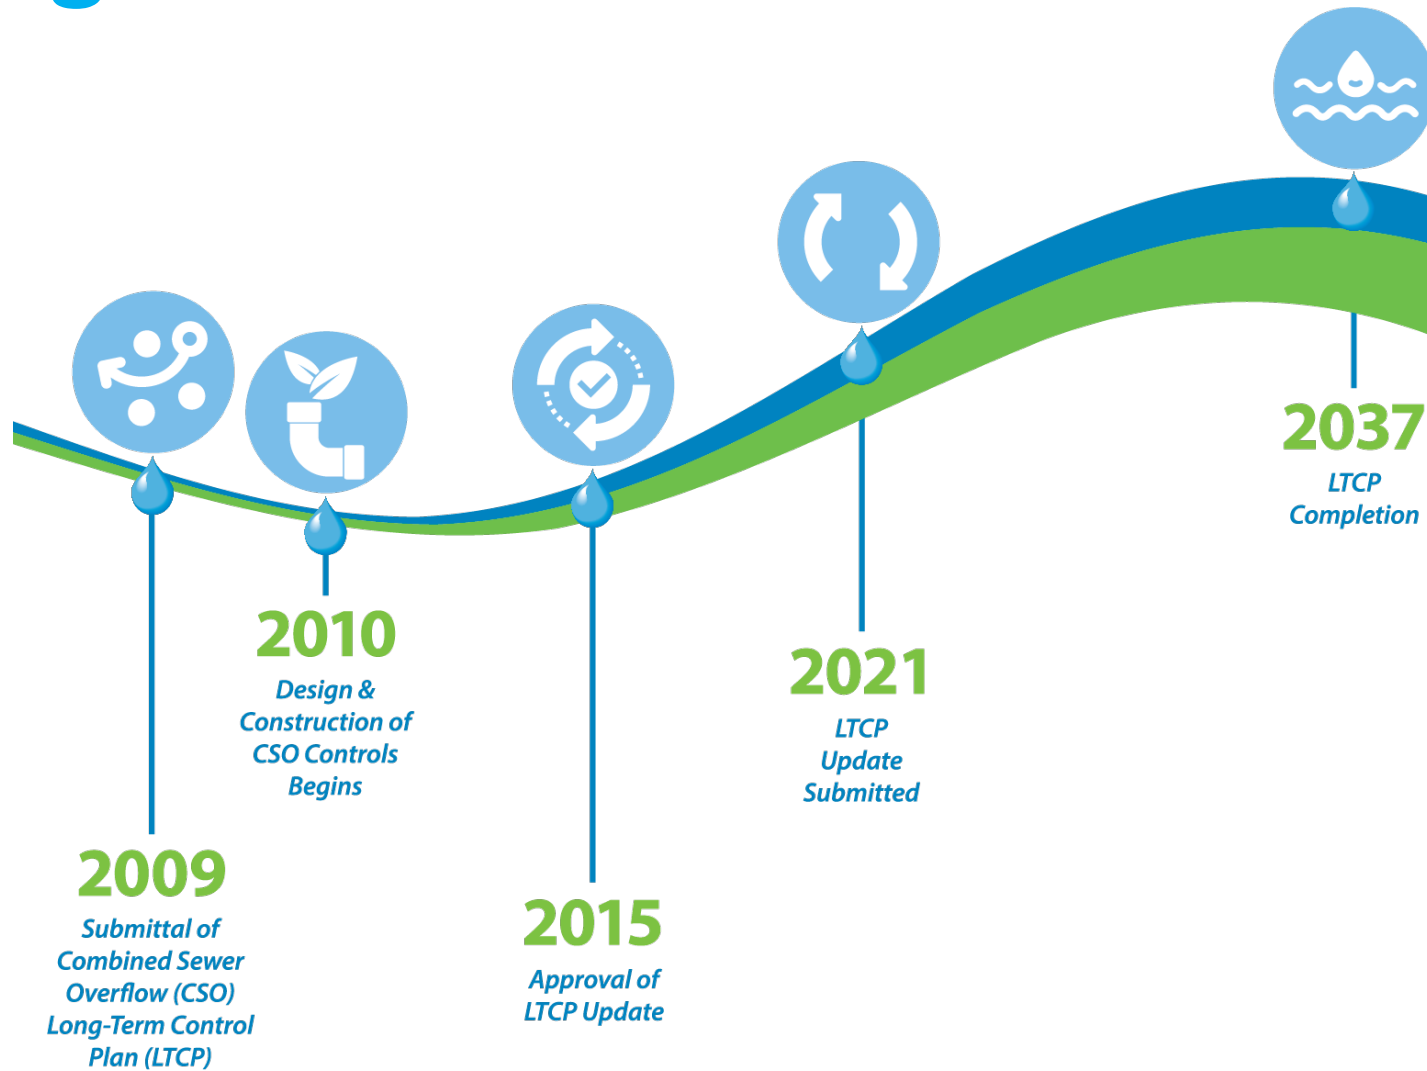 2009
Submittal of
Combined Sewer
Overflow (CSO)
Long-Term Control
Plan (LTCP)
2010
Design &
Construction of
CSO Controls
Begins
2015
Approval of
LTCP Update
2021
LTCP
Update
Submitted
2037
LTCP
Completion